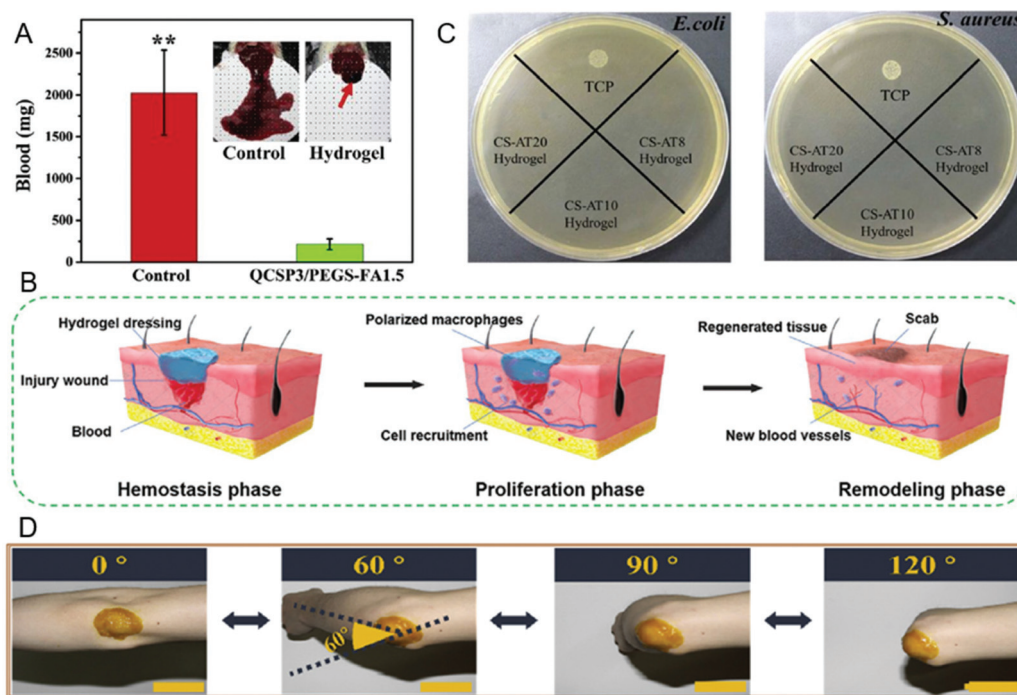 A
Blood (mg)
2500
2000
1500
1000
500
0
**
Control
Hydrogel
Control
QCSP3/PEGS-FA1.5
C
E.coli
TCP
CS-AT20
Hydrogel
CS-AT8
Hydrogel
CS-AT10
Hydrogel
S. aureus
TCP
CS-AT20
Hydrogel
CS-AT8
Hydrogel
CS-AT10
Hydrogel
B
Hydrogel dressing
Injury wound
Blood
Hemostasis phase
Polarized macrophages
Cell recruitment
Proliferation phase
Regenerated tissue
Scab
New blood vessels
Remodeling phase
D
0 °
60 °
60°
90 °
120 °